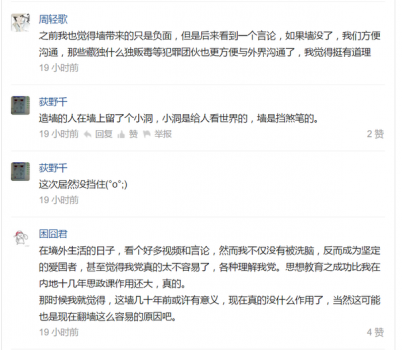 周轻歌
之前我也觉得墙带来的只是负面，但是后来看到一个言论，如果墙没了，我们方便
沟通，那些藏独什么独贩毒等犯罪团伙也更方便与外界沟通了，我觉得挺有道理
19 小时前
荻野千
造墙的人在墙上留了个小洞，小洞是给人看世界的，墙是挡煞笔的。
19 小时前 回复 赞 举报 2 赞
荻野千
这次居然没挡住(°o°;)
19 小时前
困囧君
在境外生活的日子，看个好多视频和言论，然而我不仅没有被洗脑，反而成为坚定
的爱国者，甚至觉得我党真的太不容易了，各种理解我党。思想教育之成功比我在
内地十几年思政课作用还大，真的。
那时候我就觉得，这墙几十年前或许有意义，现在真的没什么作用了，当然这可能
也是现在翻墙这么容易的原因吧。
19 小时前 4 赞